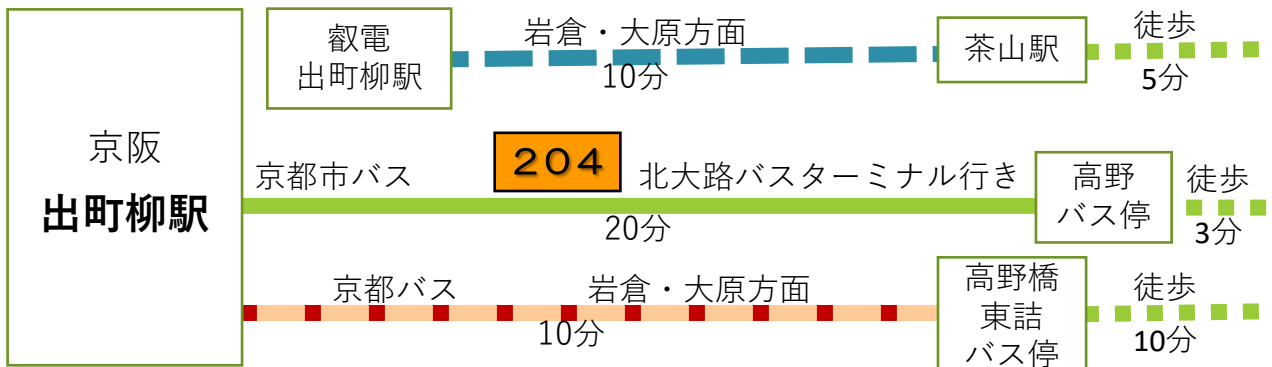 京阪
出町柳駅
叡電
出町柳駅
岩倉・大原方面
10分
茶山駅
徒歩
5分
京都市バス
204
北大路バスターミナル行き
20分
高野
バス停
徒歩
3分
京都バス
岩倉・大原方面
10分
高野橋
東詰
バス停
徒歩
10分